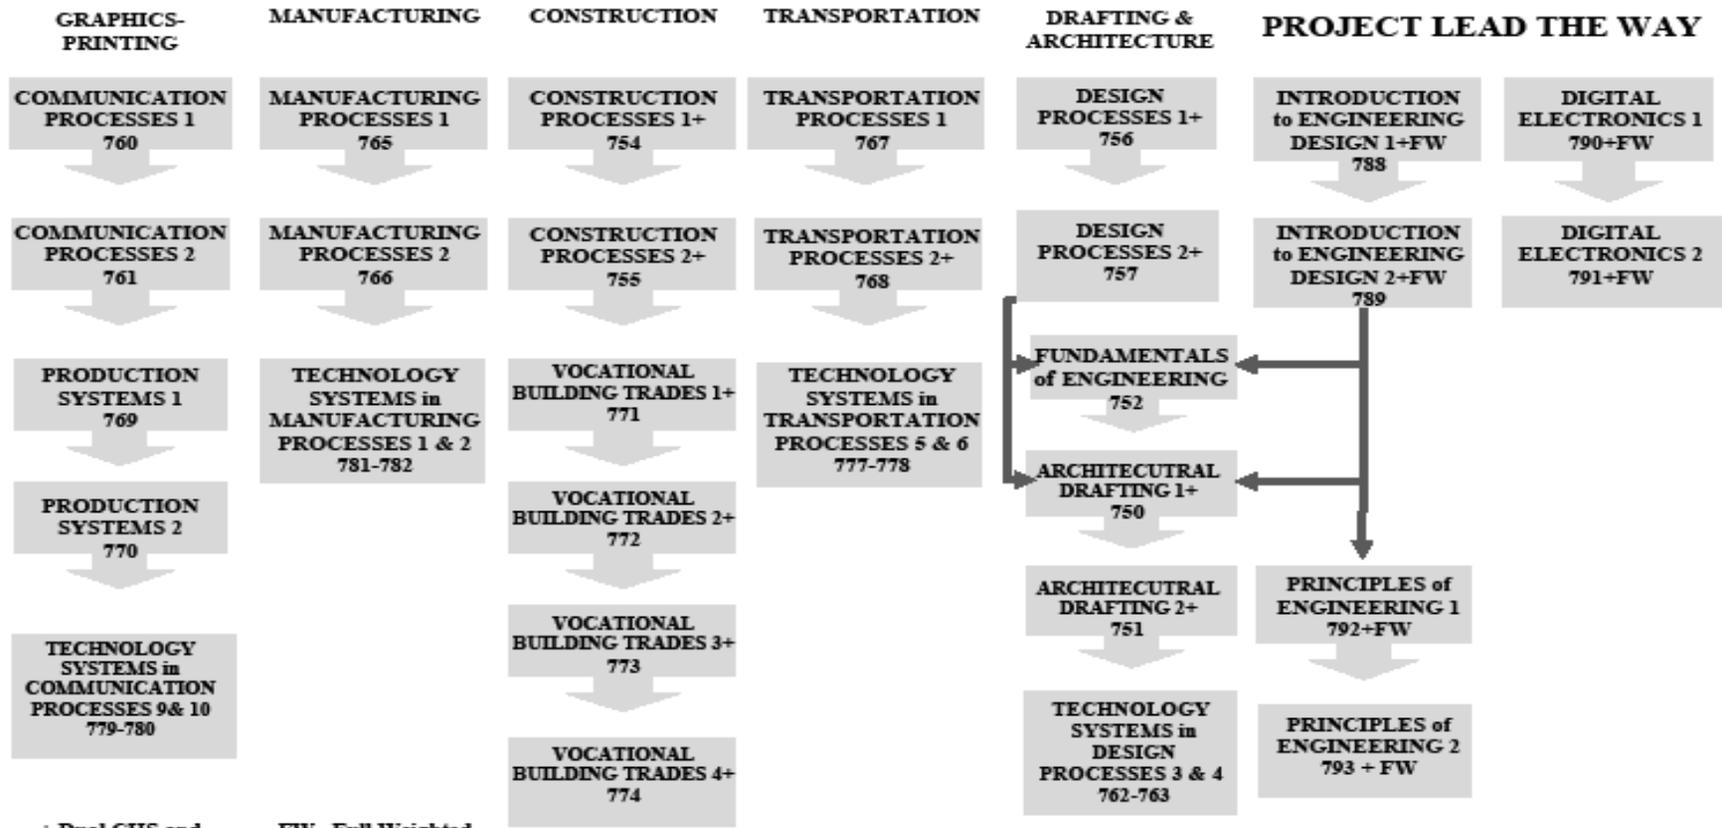 GRAPHICS-
PRINTING
COMMUNICATION
PROCESSES 1
760
COMMUNICATION
PROCESSES 2
761
PRODUCTION
SYSTEMS 1
769
PRODUCTION
SYSTEMS 2
770
TECHNOLOGY
SYSTEMS in
COMMUNICATION
PROCESSES 9& 10
779-780
MANUFACTURING
MANUFACTURING
PROCESSES 1
765
MANUFACTURING
PROCESSES 2
766
TECHNOLOGY
SYSTEMS in
MANUFACTURING
PROCESSES 1 & 2
781-782
CONSTRUCTION
CONSTRUCTION
PROCESSES 1+
754
CONSTRUCTION
PROCESSES 2+
755
VOCATIONAL
BUILDING TRADES 1+
771
VOCATIONAL
BUILDING TRADES 2+
772
VOCATIONAL
BUILDING TRADES 3+
773
VOCATIONAL
BUILDING TRADES 4+
774
TRANSPORTATION
TRANSPORTATION
PROCESSES 1
767
TRANSPORTATION
PROCESSES 2+
768
TECHNOLOGY
SYSTEMS in
TRANSPORTATION
PROCESSES 5 & 6
777-778
DRAFTING &
ARCHITECTURE
DESIGN
PROCESSES 1+
756
DESIGN
PROCESSES 2+
757
FUNDAMENTALS
of ENGINEERING
752
ARCHITECUTRAL
DRAFTING 1+
750
ARCHITECUTRAL
DRAFTING 2+
751
TECHNOLOGY
SYSTEMS in
DESIGN
PROCESSES 3 & 4
762-763
PROJECT LEAD THE WAY
INTRODUCTION
to ENGINEERING
DESIGN 1+FW
788
INTRODUCTION
to ENGINEERING
DESIGN 2+FW
789
PRINCIPLES of
ENGINEERING 1
792+FW
PRINCIPLES of
ENGINEERING 2
793 + FW
DIGITAL
ELECTRONICS 1
790+FW
DIGITAL
ELECTRONICS 2
791+FW